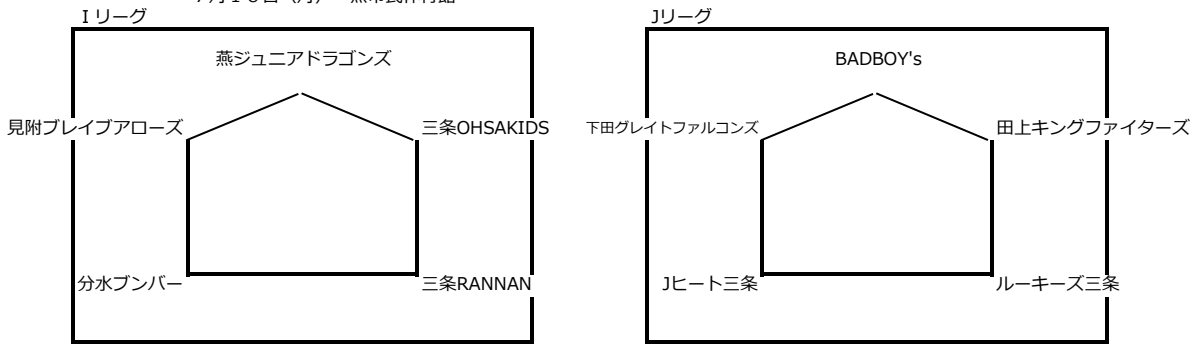 I リーグ
燕ジュニアドラゴンズ
見附ブレイブアローズ
三条OHSAKIDS
分水ブンバー
三条RANNAN
Jリーグ
BADBOY's
下田グレイトファルコンズ
田上キングファイターズ
Jヒート三条
ルーキーズ三条